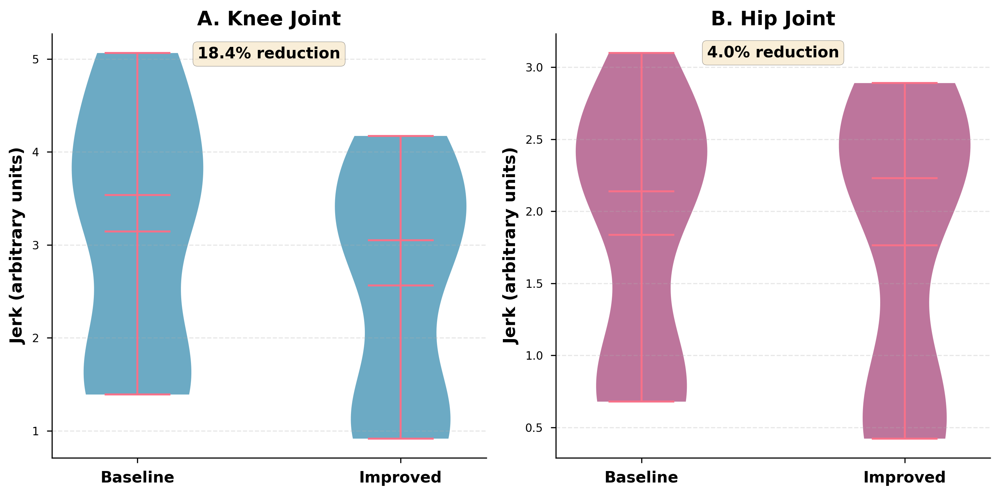 A. Knee Joint
18.4% reduction
Jerk (arbitrary units)
5
4
3
2
1
Baseline
Improved
B. Hip Joint
4.0% reduction
Jerk (arbitrary units)
3.0
2.5
2.0
1.5
1.0
0.5
Baseline
Improved